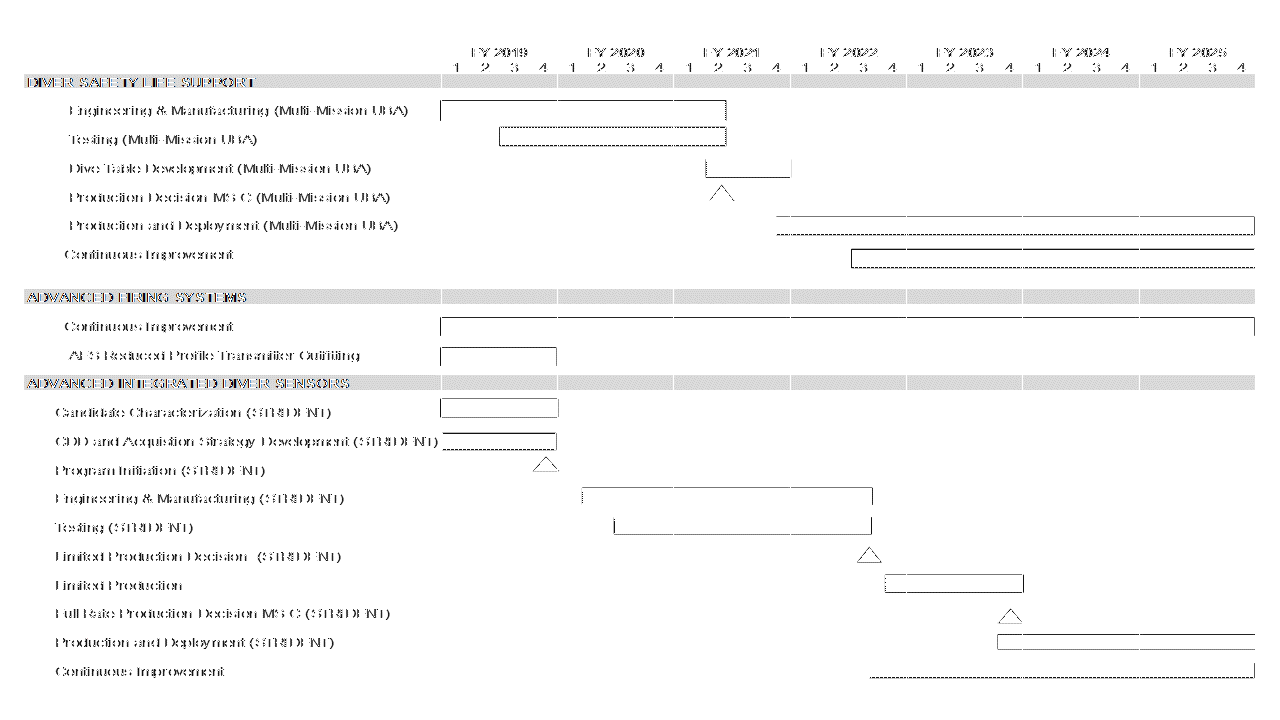 FY 2019 FY 2020 FY 2021 FY 2022 FY 2023 FY 2024 FY 2025
1 2 3 4 1 2 3 4 1 2 3 4 1 2 3 4 1 2 3 4 1 2 3 4 1 2 3 4
DIVER SAFETY LIFE SUPPORT
Engineering & Manufacturing (Multi-Mission UBA)
Testing (Multi-Mission UBA)
Dive Table Development (Multi-Mission UBA)
Production Decision MS C (Multi-Mission UBA)
Production and Deployment (Multi-Mission UBA)
Continuous Improvement
ADVANCED FIRING SYSTEMS
Continuous Improvement
AFS Reduced Profile Transmitter Outfitting
ADVANCED INTEGRATED DIVER SENSORS
Candidate Characterization (STRIDENT)
CDD and Acquistion Strategy Development (STRIDENT)
Program Initiation (STRIDENT)
Engineering & Manufacturing (STRIDENT)
Testing (STRIDENT)
Limited Production Decision (STRIDENT)
Limited Production
Full Rate Production Decision MS C (STRIDENT)
Production and Deployment (STRIDENT)
Continuous Improvement